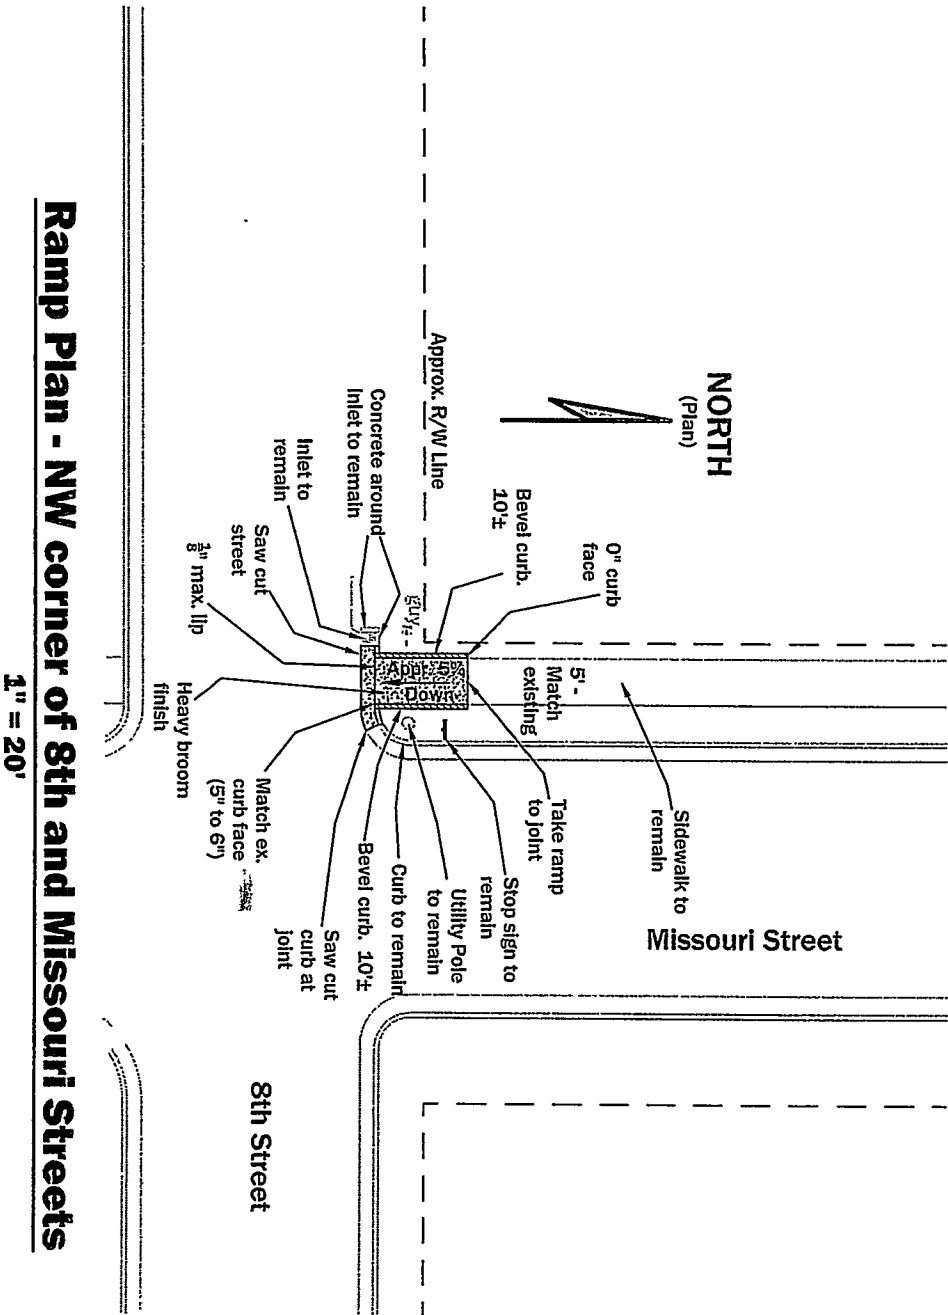 NORTH
(Plan)
Approx. R/W Line
Bevel curb.
10'±
0" curb
face
Concrete around
Inlet to remain
Inlet to
remain
Saw cut
street
1/8" max. lip
Heavy broom
finish
guy
5' -
Match
existing
Down
Take ramp
to joint
Sidewalk to
remain
Stop sign to
remain
Utility Pole
to remain
Curb to remain
Bevel curb. 10'±
Saw cut
curb at
joint
Match ex.
curb face
(5" to 6")
Missouri Street
8th Street
Ramp Plan - NW corner of 8th and Missouri Streets
1" = 20'